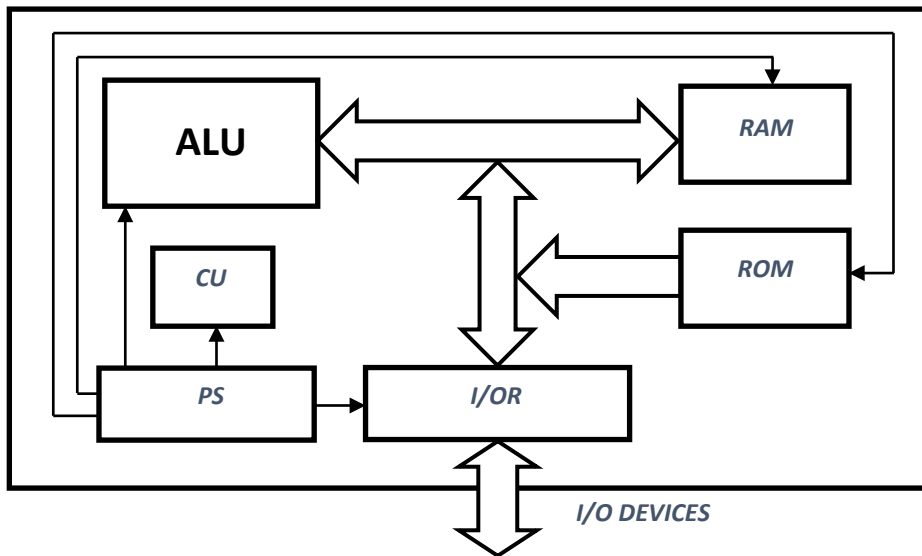 ALU
RAM
CU
ROM
PS
I/OR
I/O DEVICES